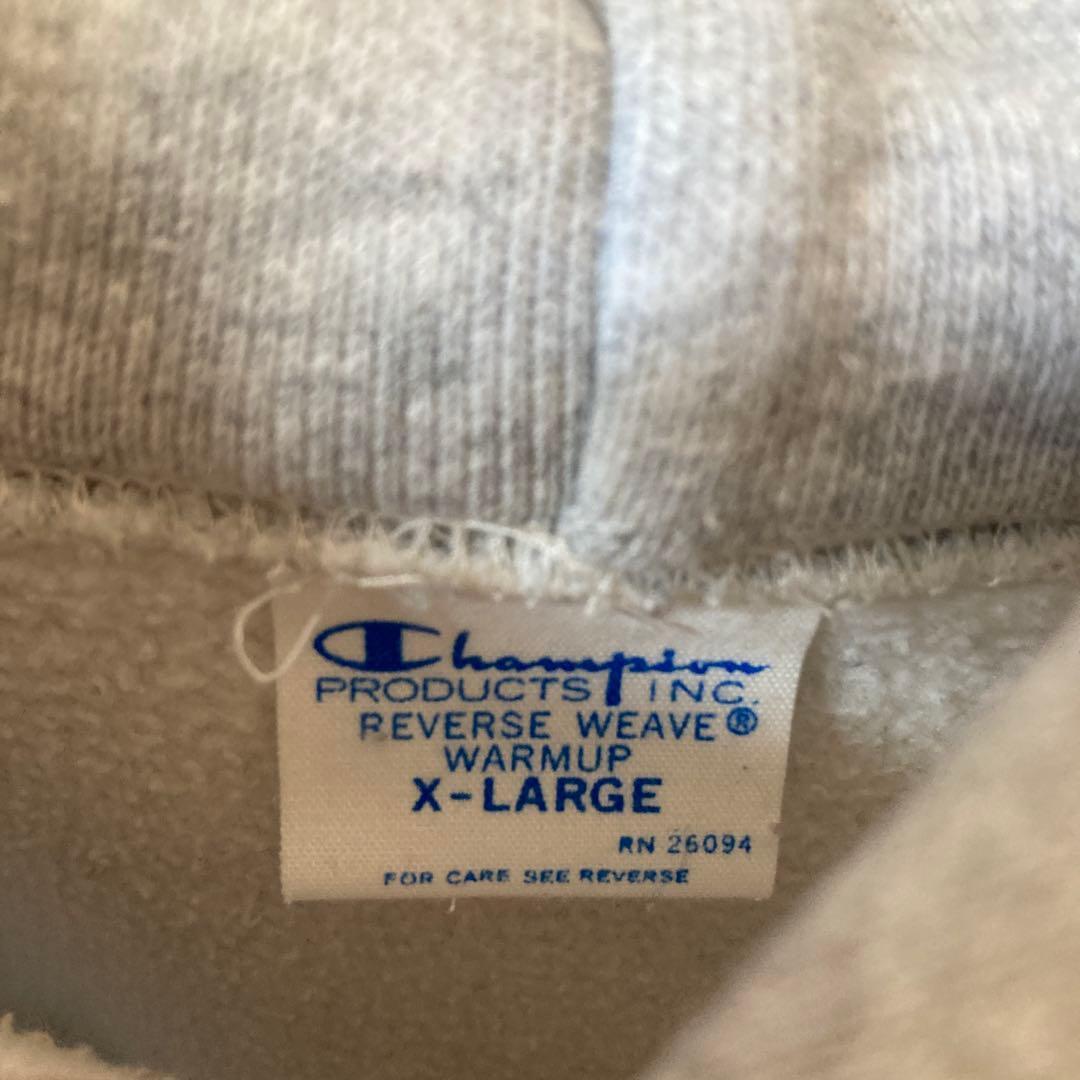 Champion
PRODUCTS INC.
REVERSE WEAVE®
WARMUP
X-LARGE
RN 26094
FOR CARE SEE REVERSE